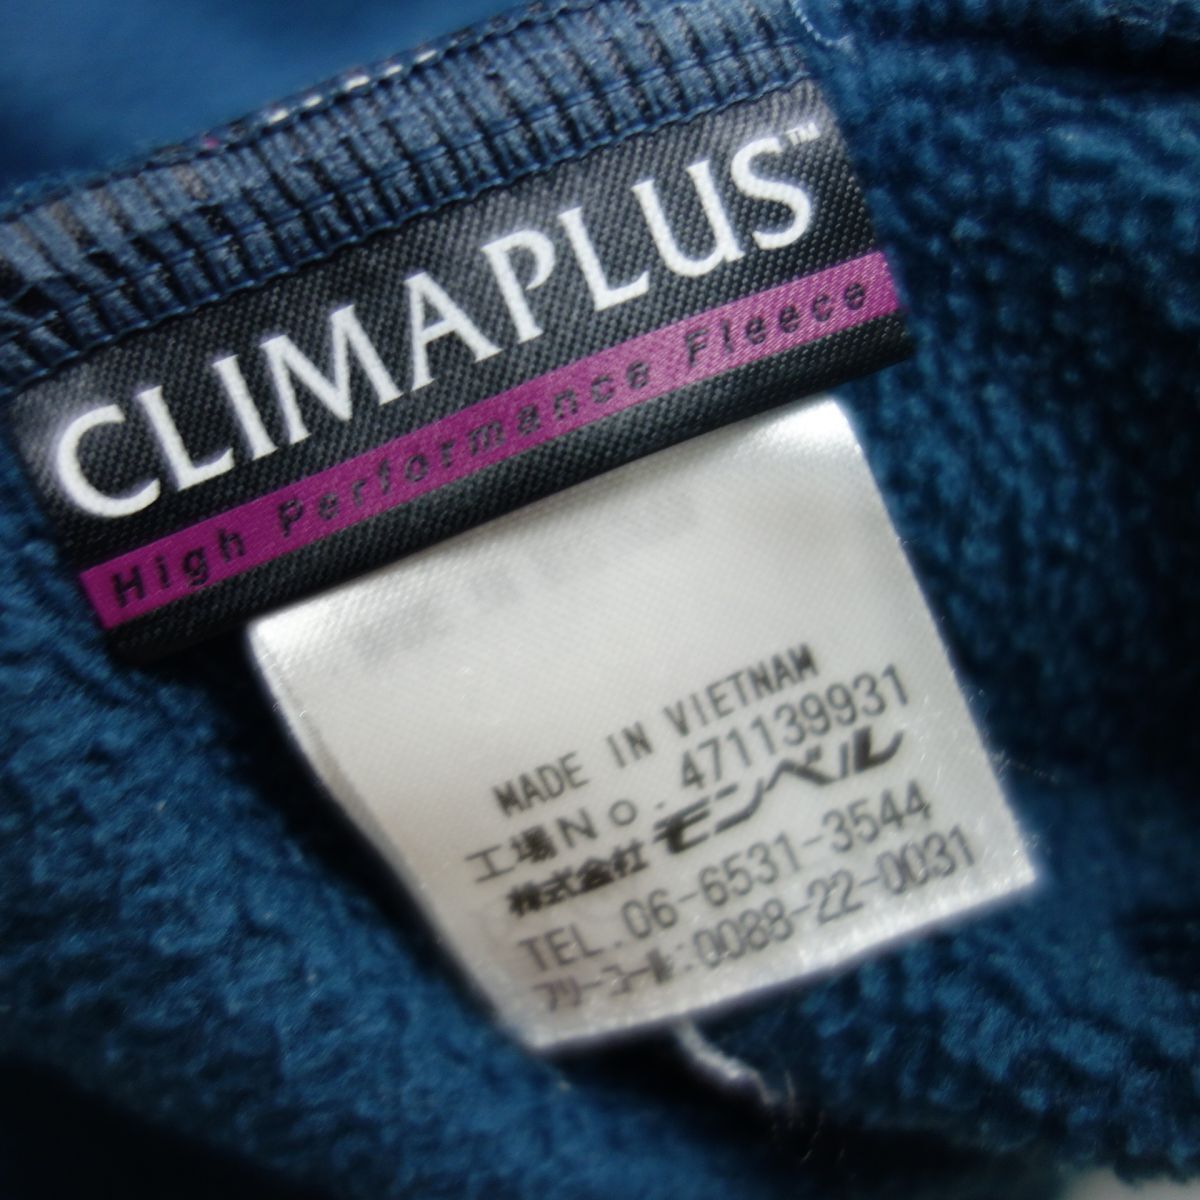 CLIMAPLUS™
High Performance Fleece
MADE IN VIETNAM
工場No.471139931
株式会社モンベル
TEL.06-6531-3544
フリーコール:0088-22-0031